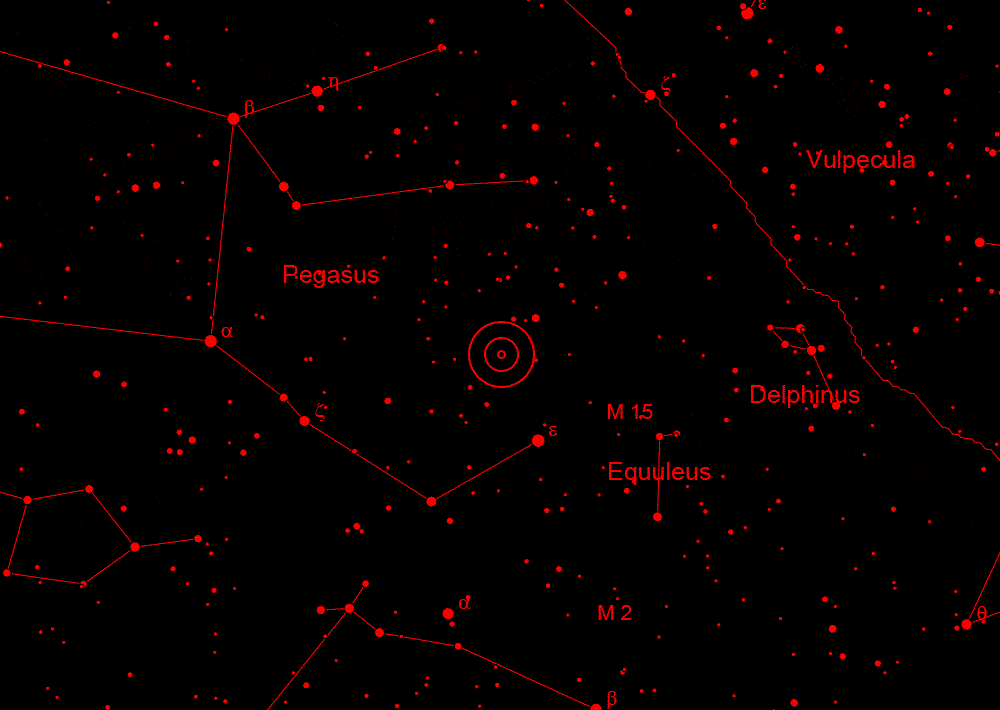 ε
η
ζ
β
Vulpecula
Pegasus
α
Delphinus
ζ
M 15
ε
Equuleus
α
M 2
θ
β